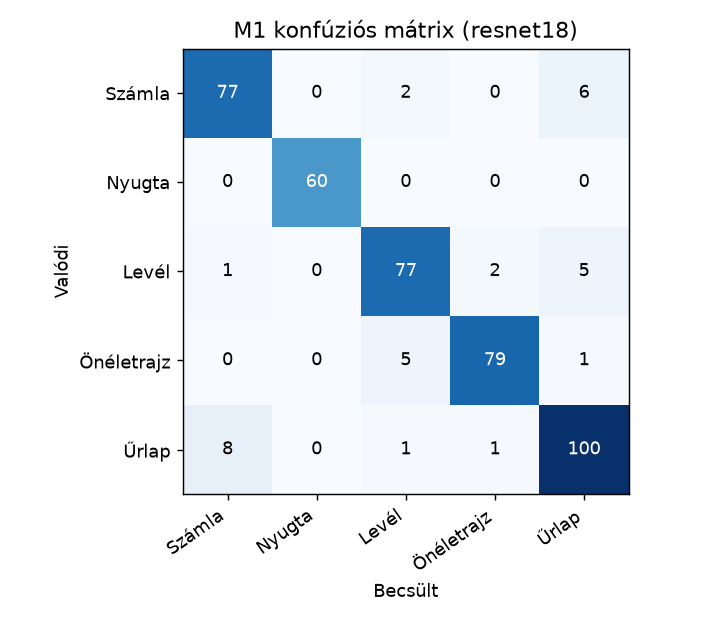 M1 konfúziós mátrix (resnet18)
Valódi
Számla 77 0 2 0 6
Nyugta 0 60 0 0 0
Levél 1 0 77 2 5
Önéletrajz 0 0 5 79 1
Űrlap 8 0 1 1 100
Számla Nyugta Levél Önéletrajz Űrlap
Becsült